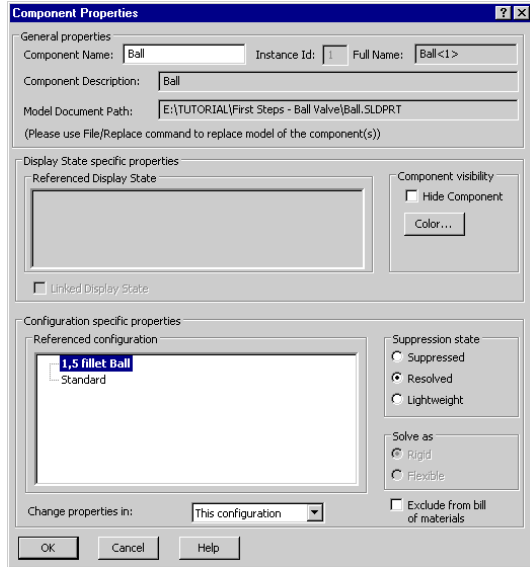 Component Properties
General properties
Component Name: Ball Instance Id: 1 Full Name: Ball<1>
Component Description: Ball
Model Document Path: E:\TUTORIAL\First Steps - Ball Valve\Ball.SLDPRT
(Please use File/Replace command to replace model of the component(s))
Display State specific properties
Referenced Display State
Component visibility
Hide Component
Color...
Linked Display State
Configuration specific properties
Referenced configuration
1,5 fillet Ball
Standard
Suppression state
Suppressed
Resolved
Lightweight
Solve as
Rigid
Flexible
Change properties in: This configuration
Exclude from bill
of materials
OK Cancel Help